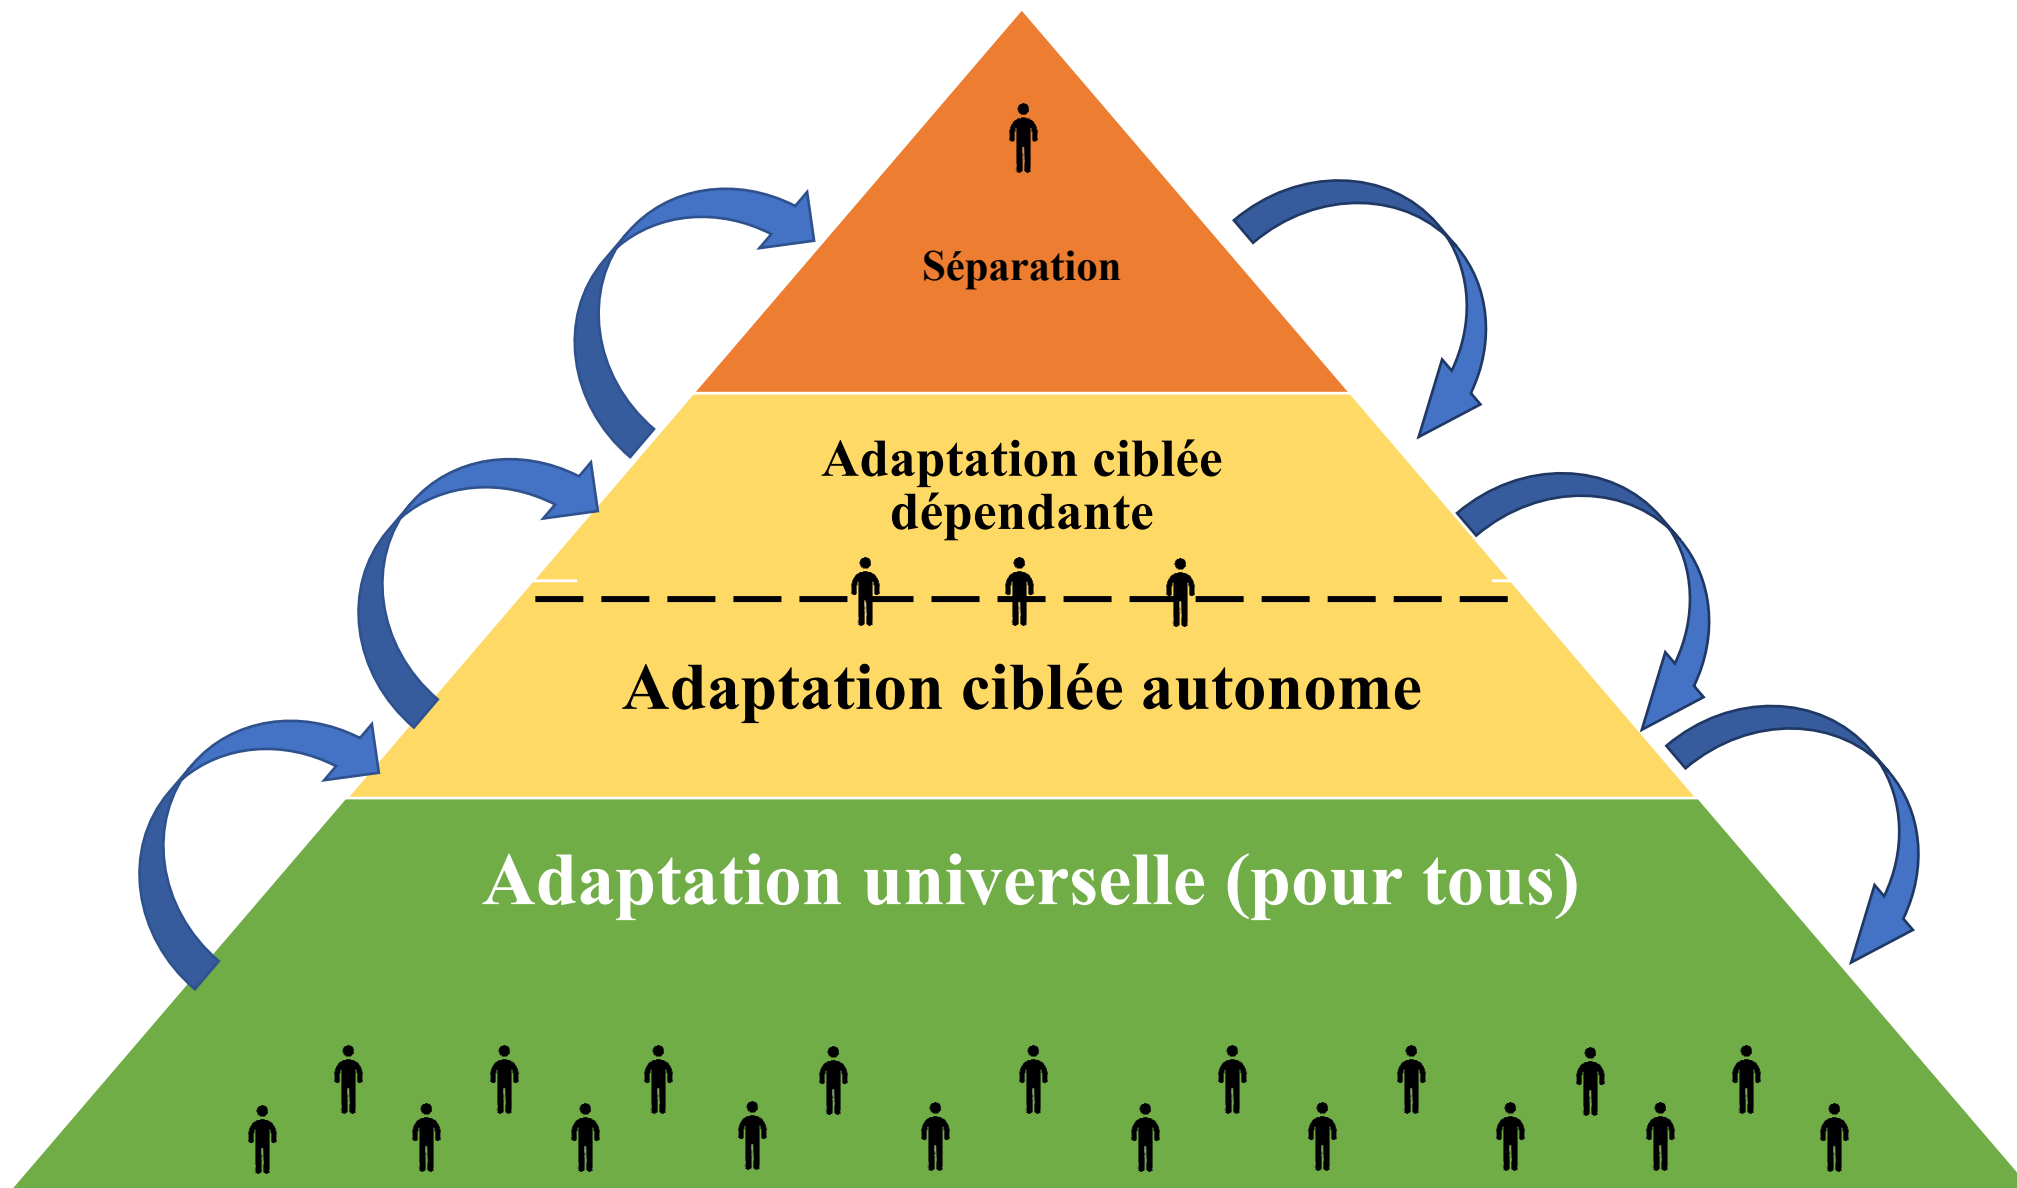 Séparation
Adaptation ciblée
dépendante
Adaptation ciblée autonome
Adaptation universelle (pour tous)